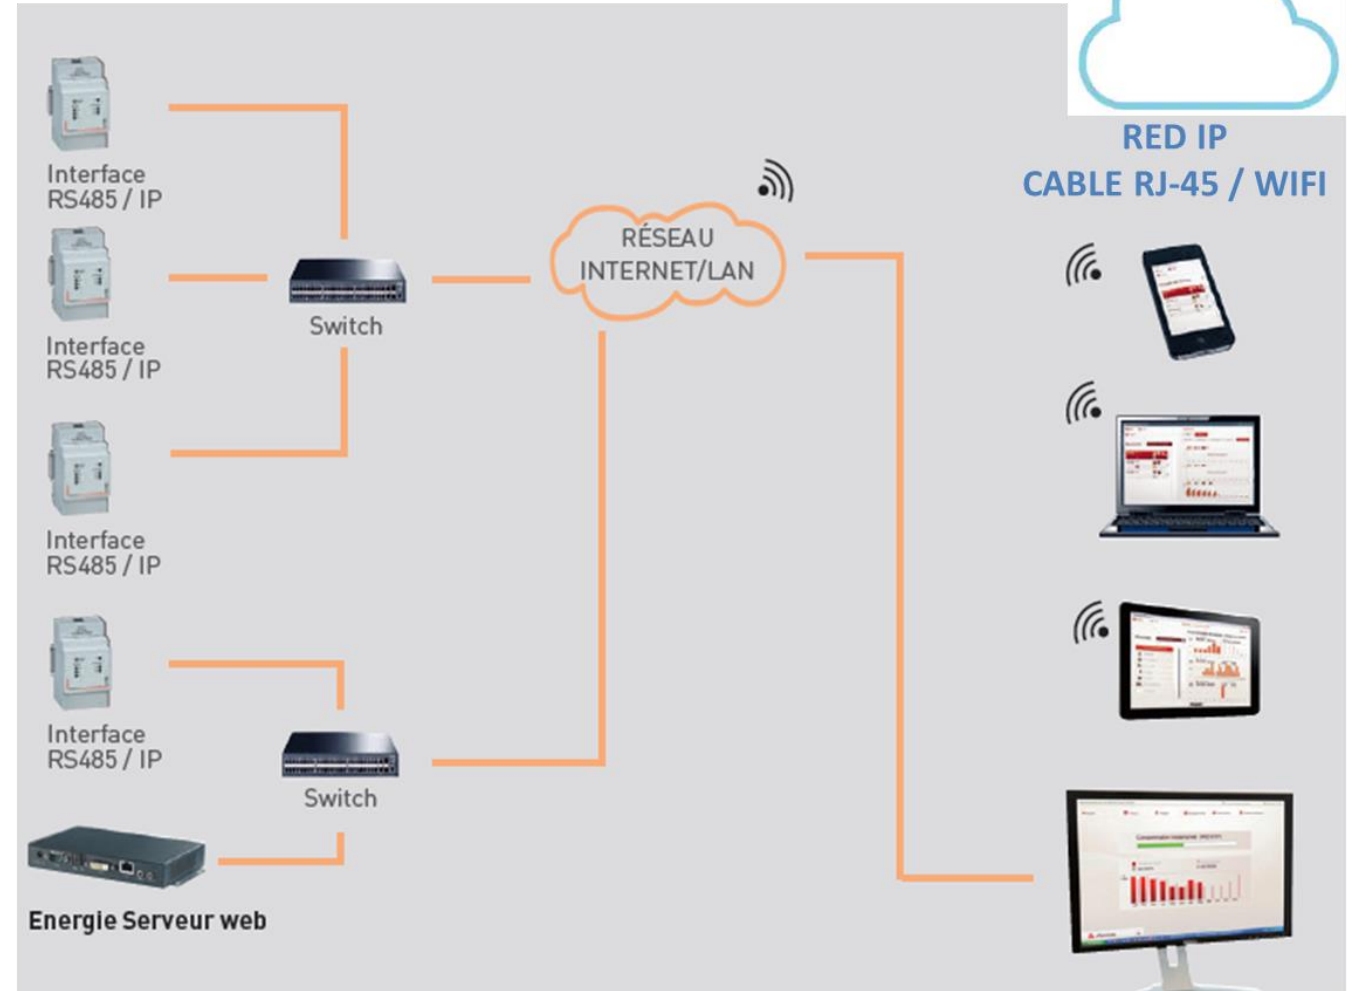 RED IP
CABLE RJ-45 / WIFI
Interface
RS485 / IP
Interface
RS485 / IP
Switch
RÉSEAU
INTERNET/LAN
Interface
RS485 / IP
Interface
RS485 / IP
Switch
Energie Serveur web